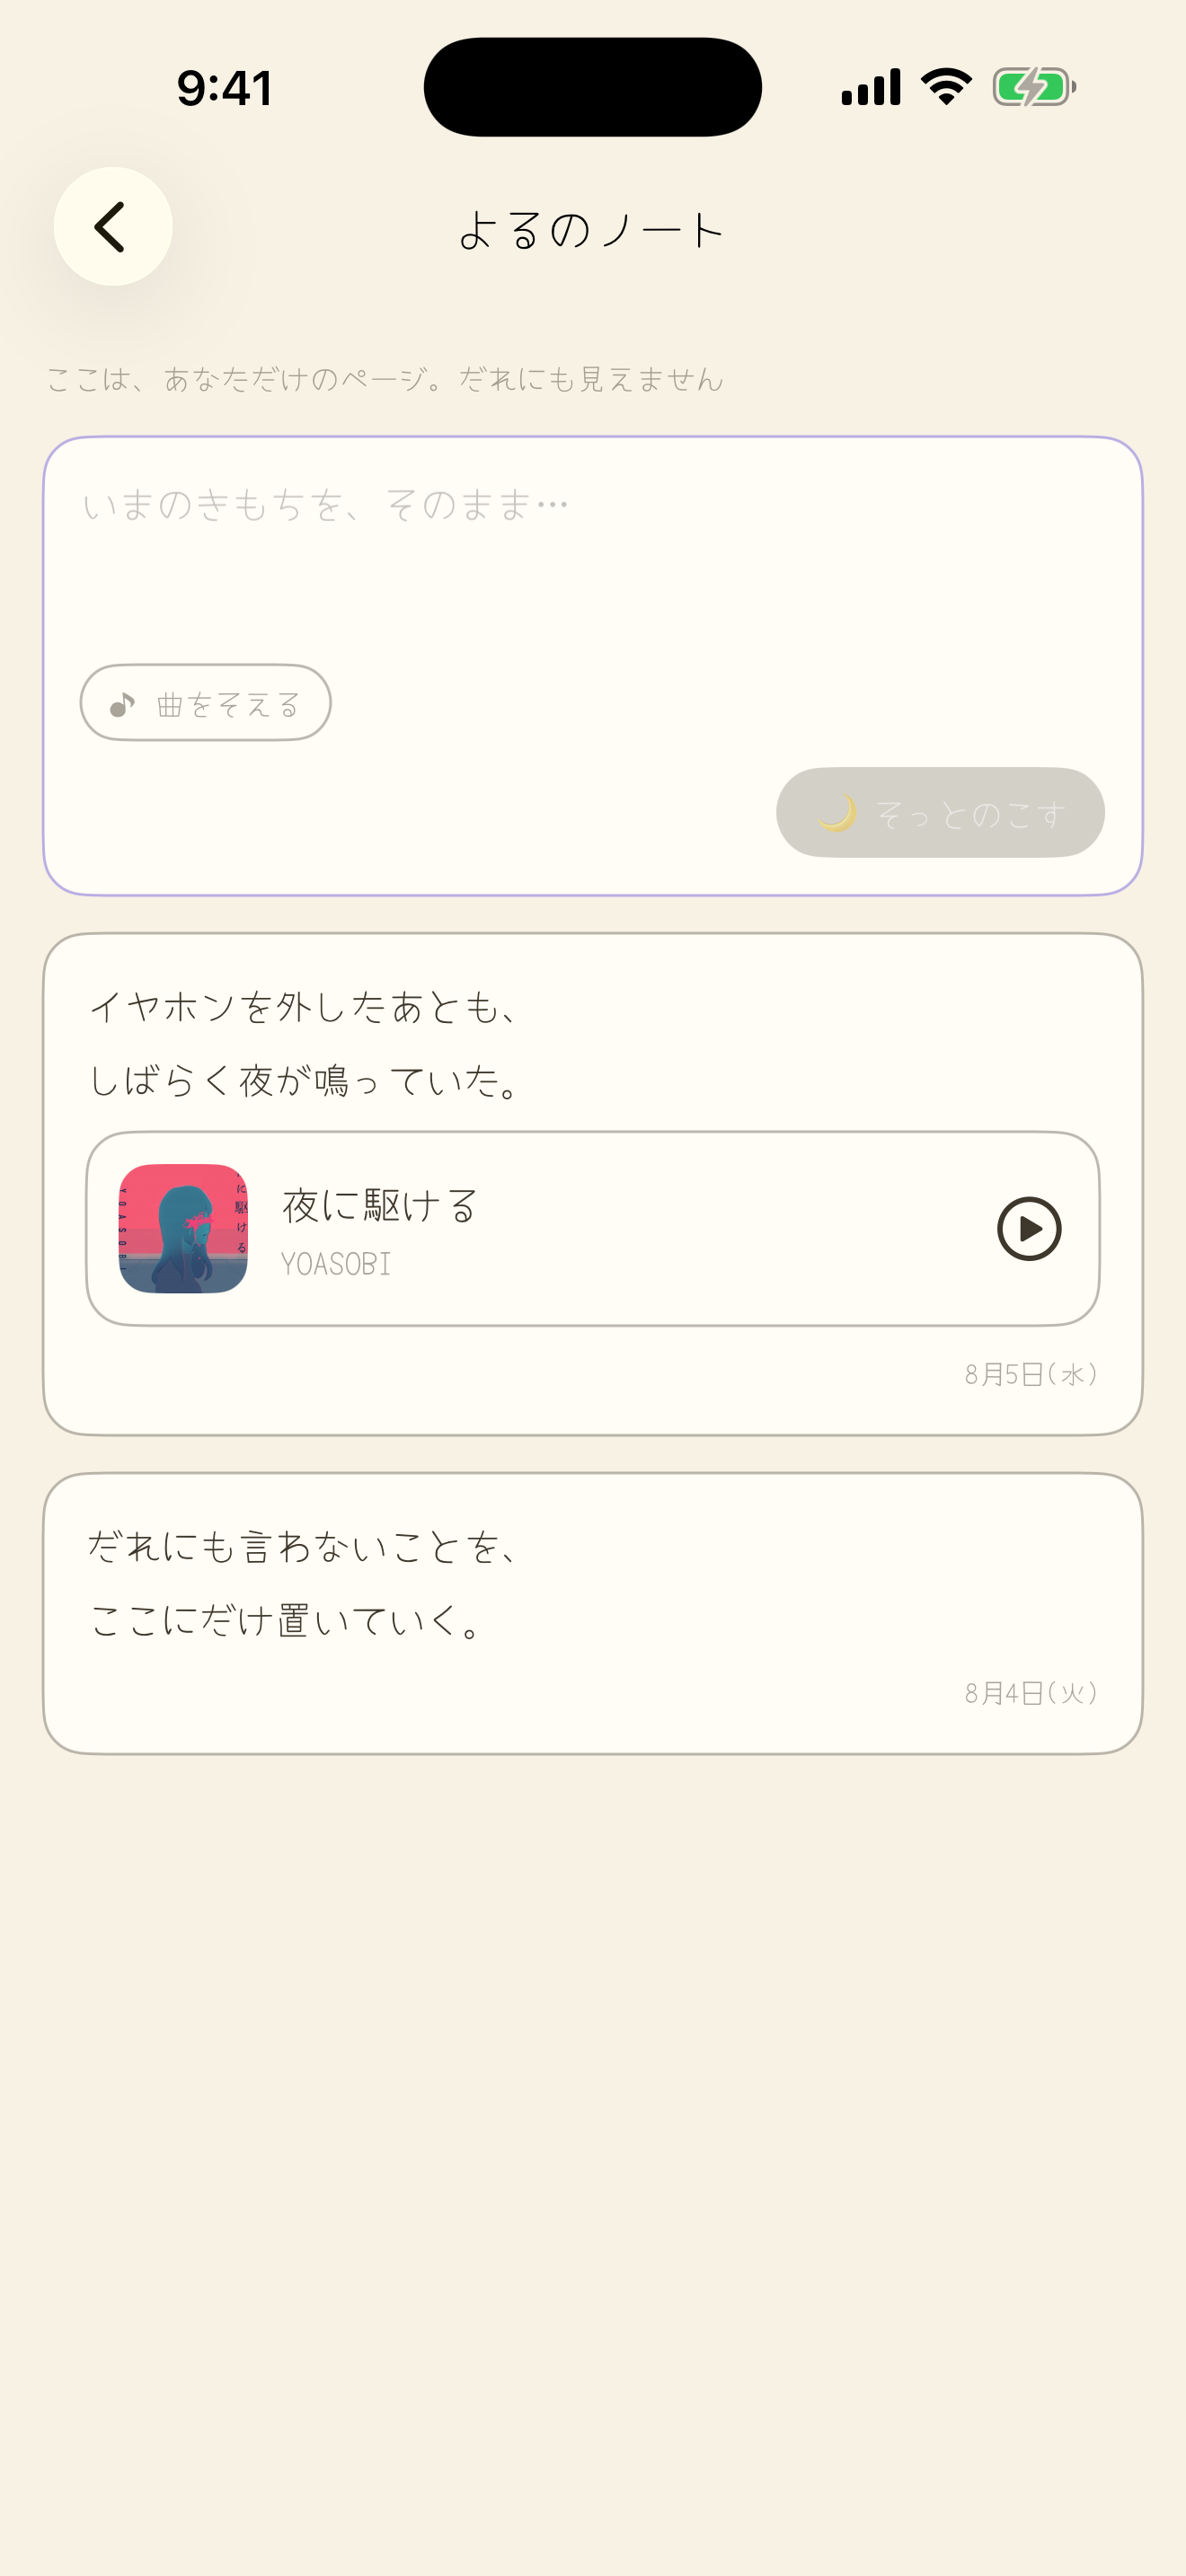 9:41
よるのノート
ここは、あなただけのページ。だれにも見えません
いまのきもちを、そのまま…
曲をそえる
そっとのこす
イヤホンを外したあとも、
しばらく夜が鳴っていた。
夜に駆ける
YOASOBI
8月5日(水)
だれにも言わないことを、
ここにだけ置いていく。
8月4日(火)